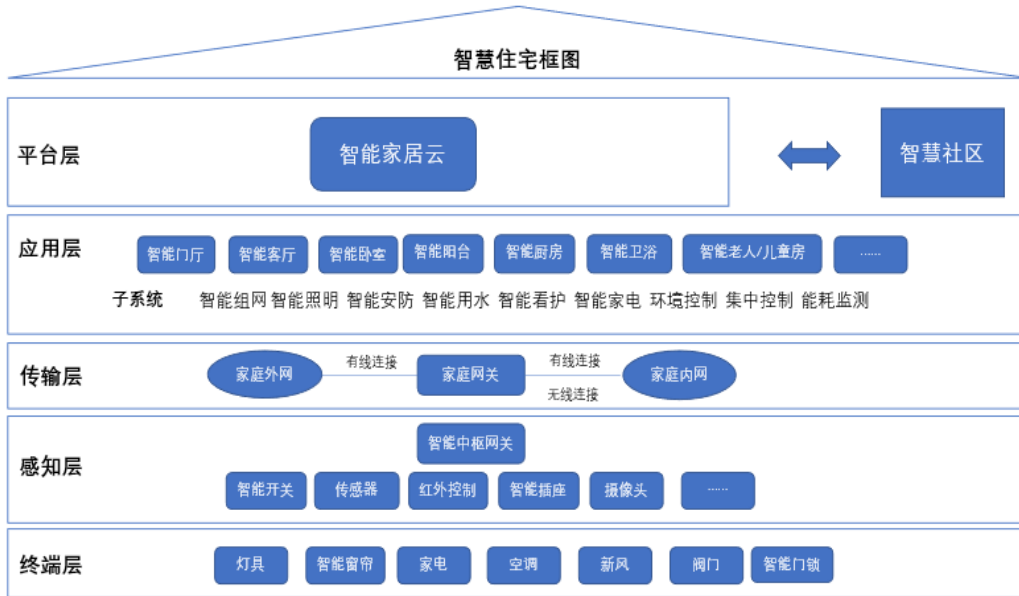 智慧住宅框图
平台层
智能家居云
智慧社区
应用层
智能门厅 智能客厅 智能卧室 智能阳台 智能厨房 智能卫浴 智能老人/儿童房 ......
子系统 智能组网 智能照明 智能安防 智能用水 智能看护 智能家电 环境控制 集中控制 能耗监测
传输层
家庭外网 有线连接 家庭网关 有线连接 家庭内网
无线连接
感知层
智能中枢网关
智能开关 传感器 红外控制 智能插座 摄像头 ......
终端层
灯具 智能窗帘 家电 空调 新风 阀门 智能门锁